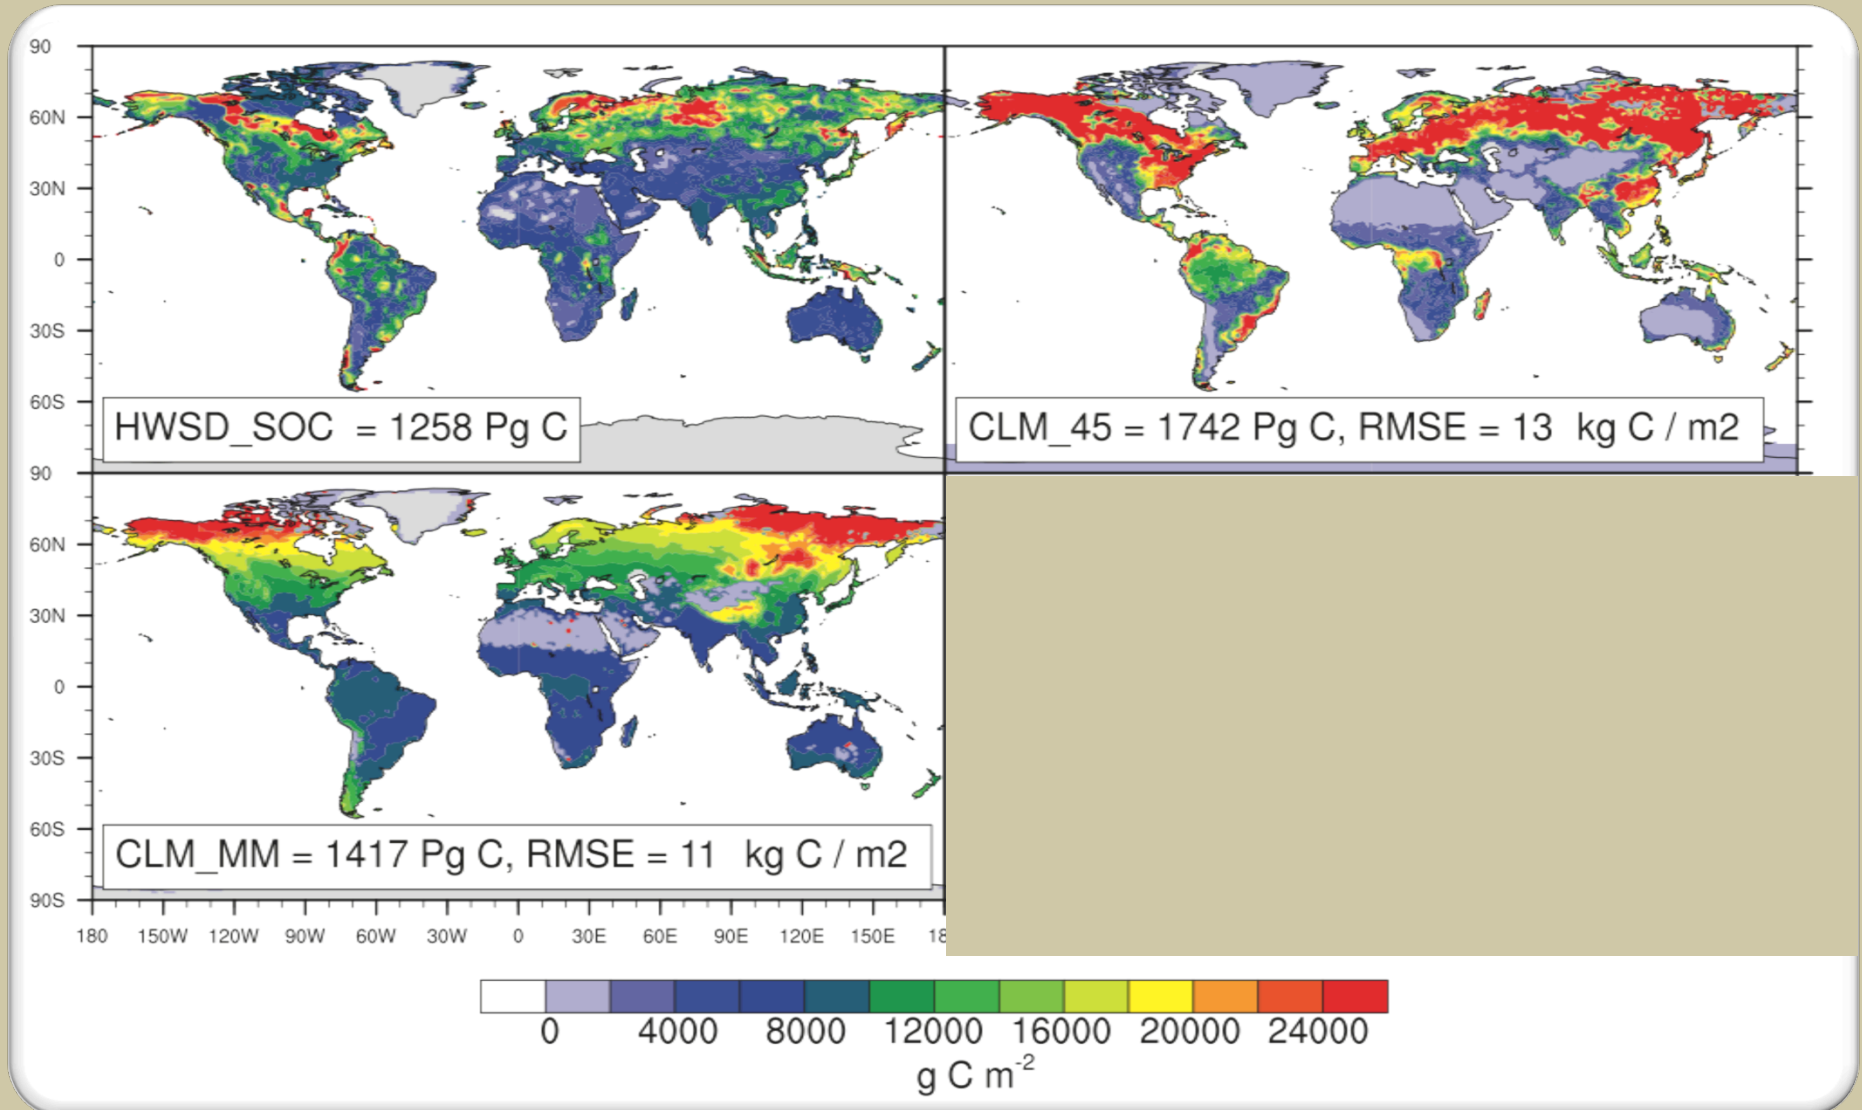 90
60N
30N
0
30S
60S
HWSD_SOC = 1258 Pg C
CLM_45 = 1742 Pg C, RMSE = 13 kg C / m2
90
60N
30N
0
30S
60S
90S
CLM_MM = 1417 Pg C, RMSE = 11 kg C / m2
180 150W 120W 90W 60W 30W 0 30E 60E 90E 120E 150E 18
0 4000 8000 12000 16000 20000 24000
g C m-2